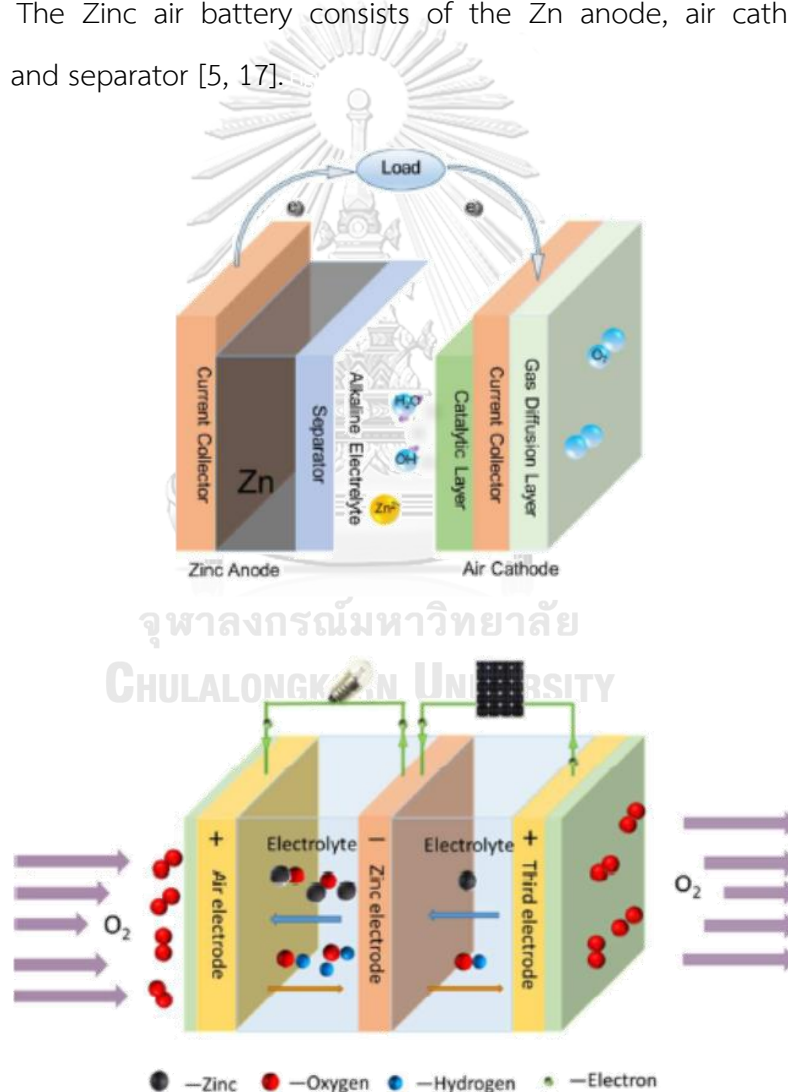 The Zinc air battery consists of the Zn anode, air cath
and separator [5, 17].
Load
e
e
Current Collector
Zn
Separator
Alkaline Electrelyte
H₂O
OH⁻
Zn²⁻
Catalytic Layer
Current Collector
Gas Diffusion Layer
O₂
Zinc Anode
Air Cathode
จุฬาลงกรณ์มหาวิทยาลัย
CHULALONGKORN UNIVERSITY
+
Air electrode
Electrolyte
−
Zinc electrode
Electrolyte
+
Third electrode
O₂
O₂
—Zinc —Oxygen —Hydrogen —Electron